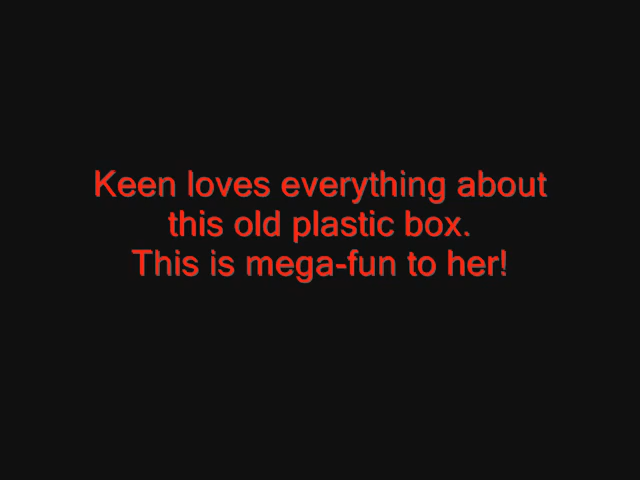 Keen loves everything about
this old plastic box.
This is mega-fun to her!